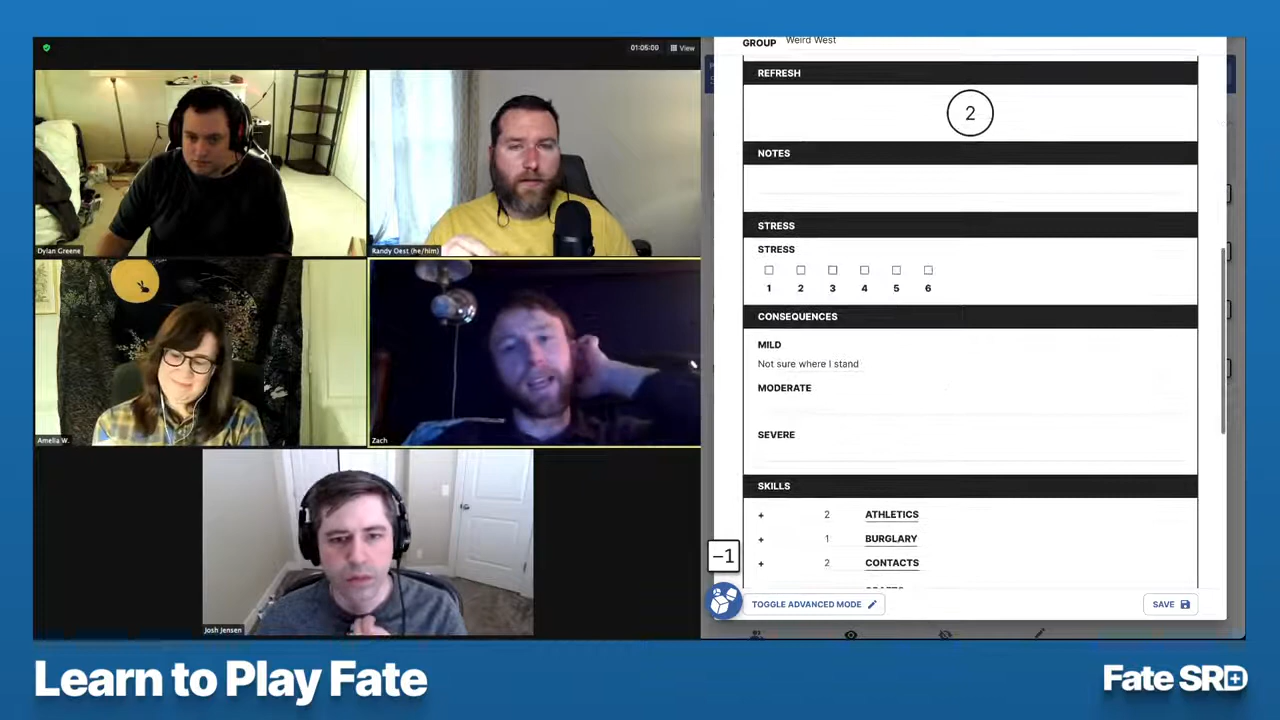 01:05:00
View
Dylan Greene
Randy Oest (he/him)
Amelia W.
Zach
Josh Jensen
GROUP Weird West
REFRESH
2
NOTES
STRESS
STRESS
1 2 3 4 5 6
CONSEQUENCES
MILD
Not sure where I stand
MODERATE
SEVERE
SKILLS
+ 2 ATHLETICS
+ 1 BURGLARY
+ 2 CONTACTS
−1
TOGGLE ADVANCED MODE
SAVE
Learn to Play Fate
Fate SRD